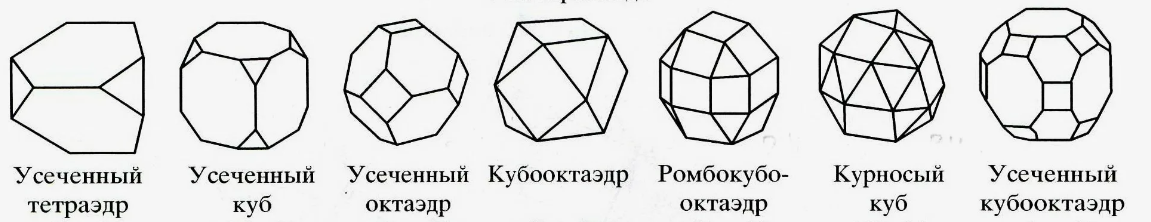 Усеченный тетраэдр
Усеченный куб
Усеченный октаэдр
Кубооктаэдр
Ромбокубо-
октаэдр
Курносый куб
Усеченный кубооктаэдр